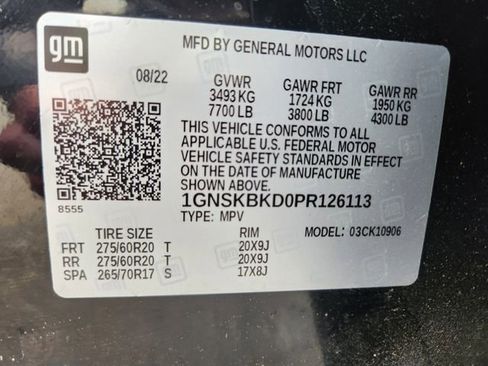 gm
MFD BY GENERAL MOTORS LLC
08/22 GVWR GAWR FRT GAWR RR
3493 KG 1724 KG 1950 KG
7700 LB 3800 LB 4300 LB
THIS VEHICLE CONFORMS TO ALL
APPLICABLE U.S. FEDERAL MOTOR
VEHICLE SAFETY STANDARDS IN EFFECT
ON THE DATE OF MANUFACTURE
8555
1GNSKBKD0PR126113
TYPE: MPV MODEL: 03CK10906
TIRE SIZE RIM
FRT 275/60R20 T 20X9J
RR 275/60R20 T 20X9J
SPA 265/70R17 S 17X8J